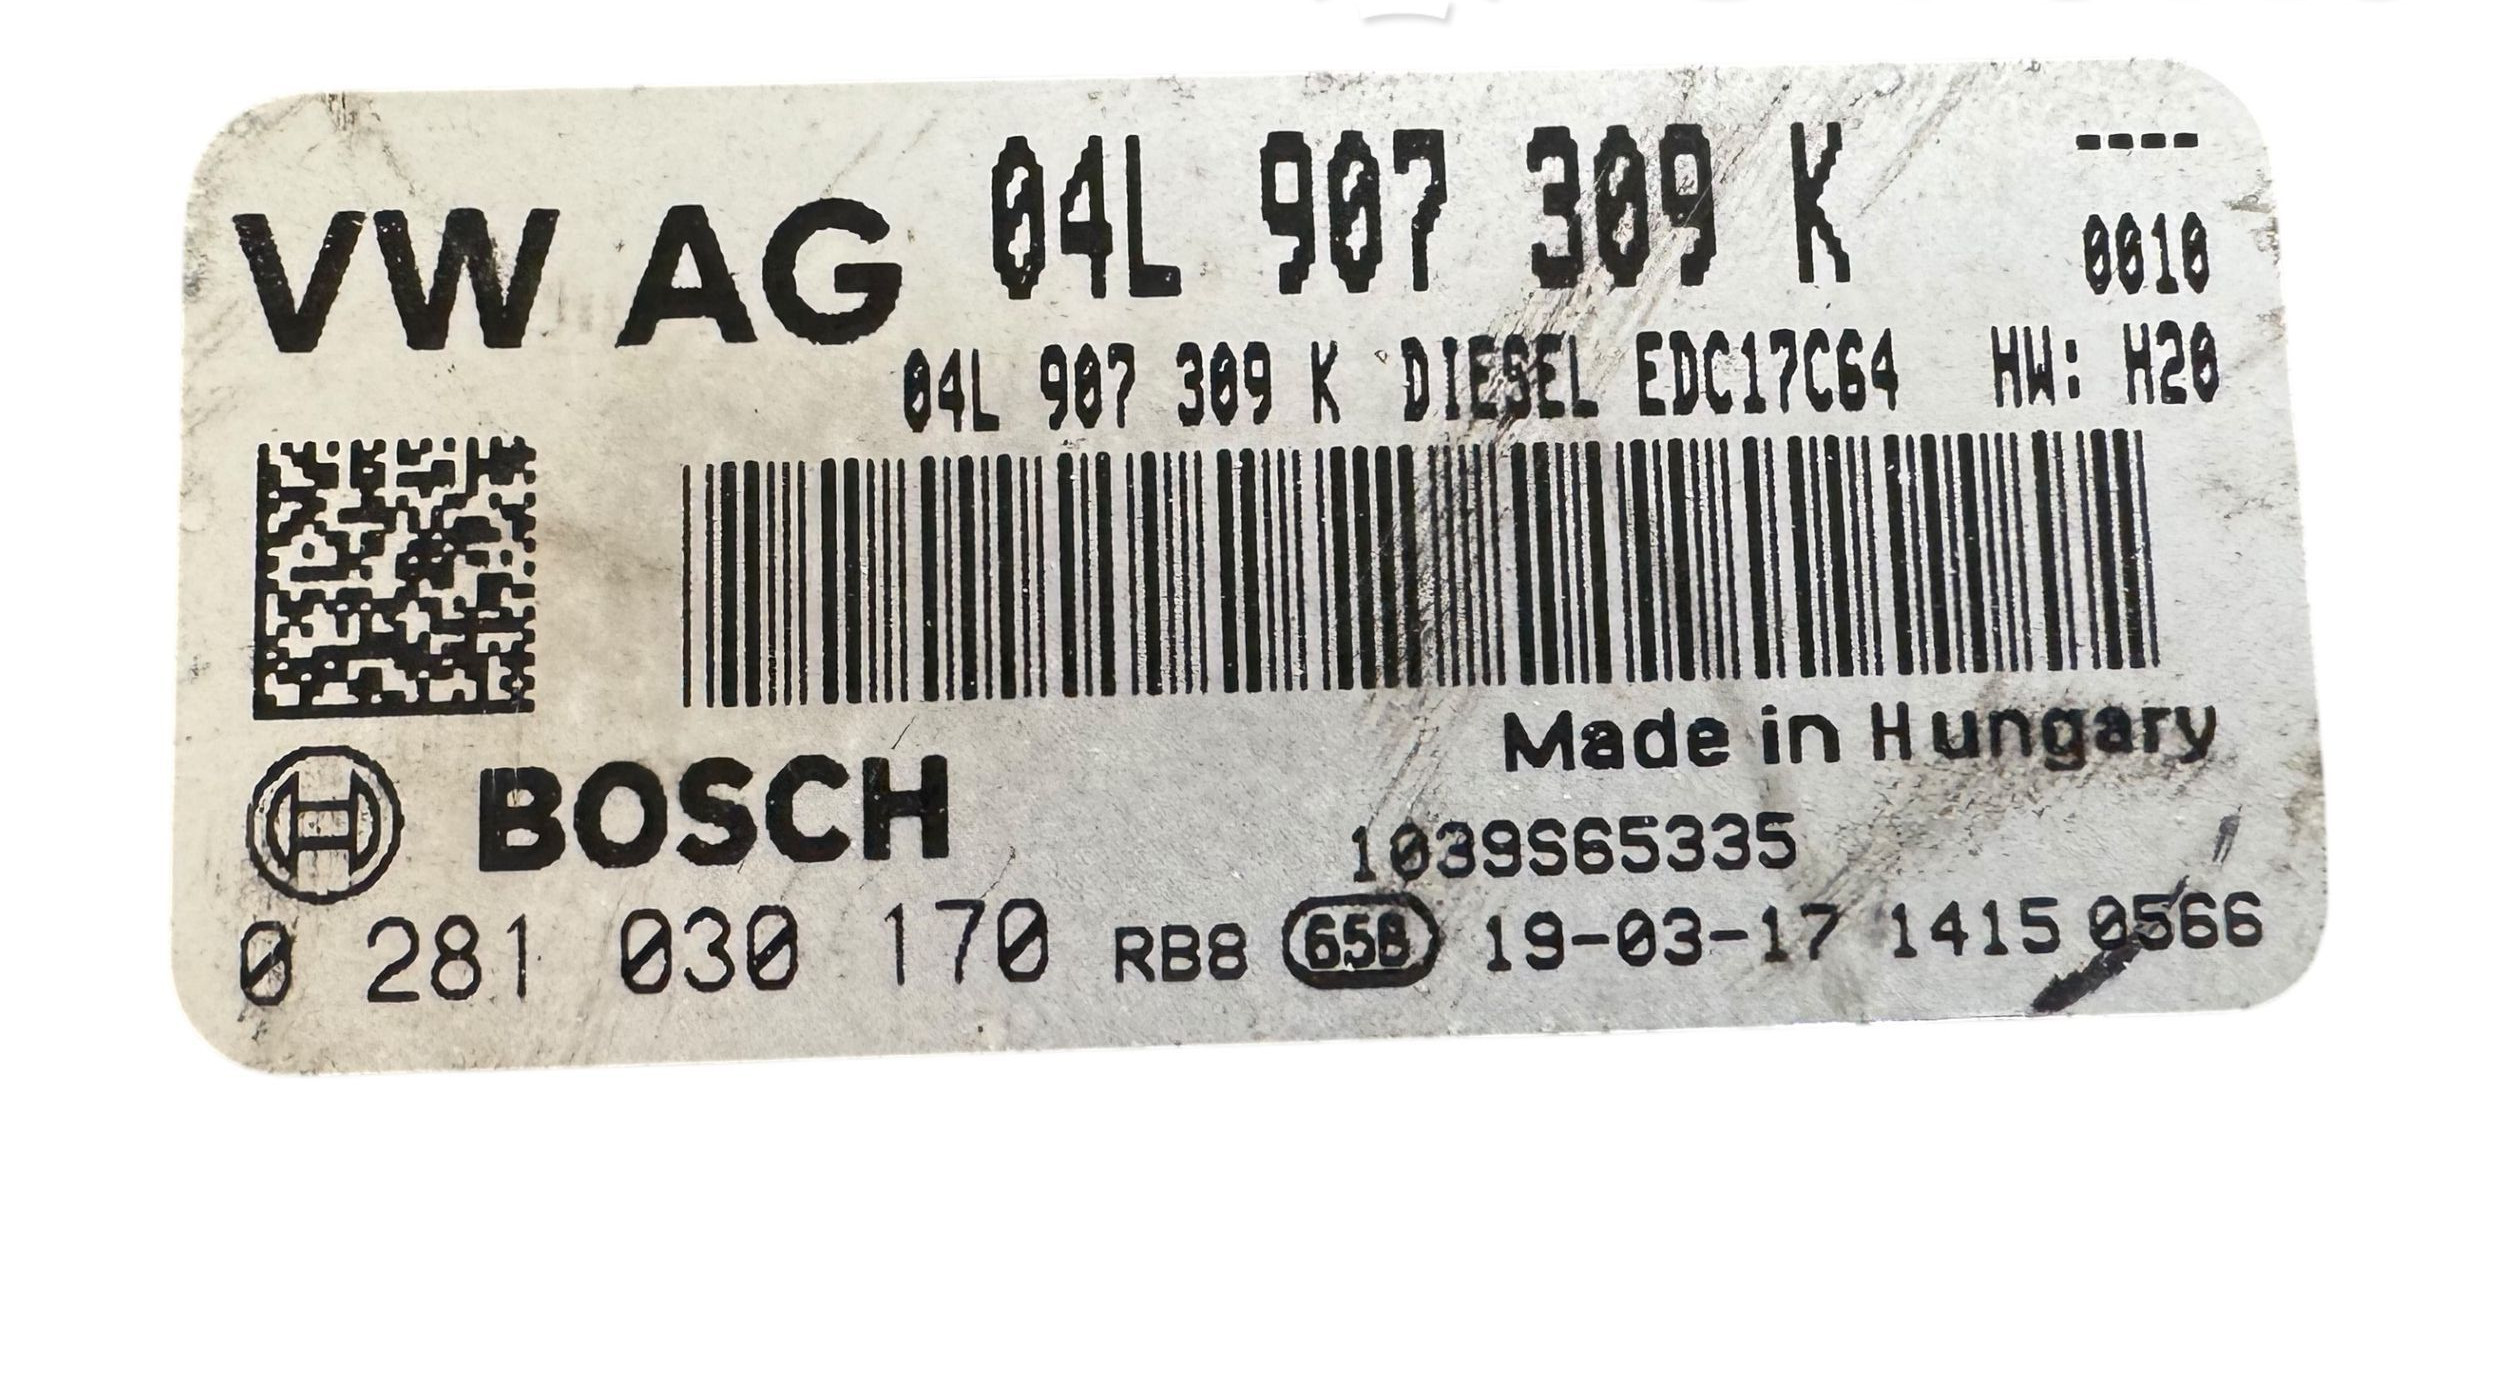 VW AG 04L 907 309 K ----
0010
04L 907 309 K DIESEL EDC17C64 HW: H20
Made in Hungary
BOSCH
1039S65335
0 281 030 170 RB8 65B 19-03-17 1415 0566